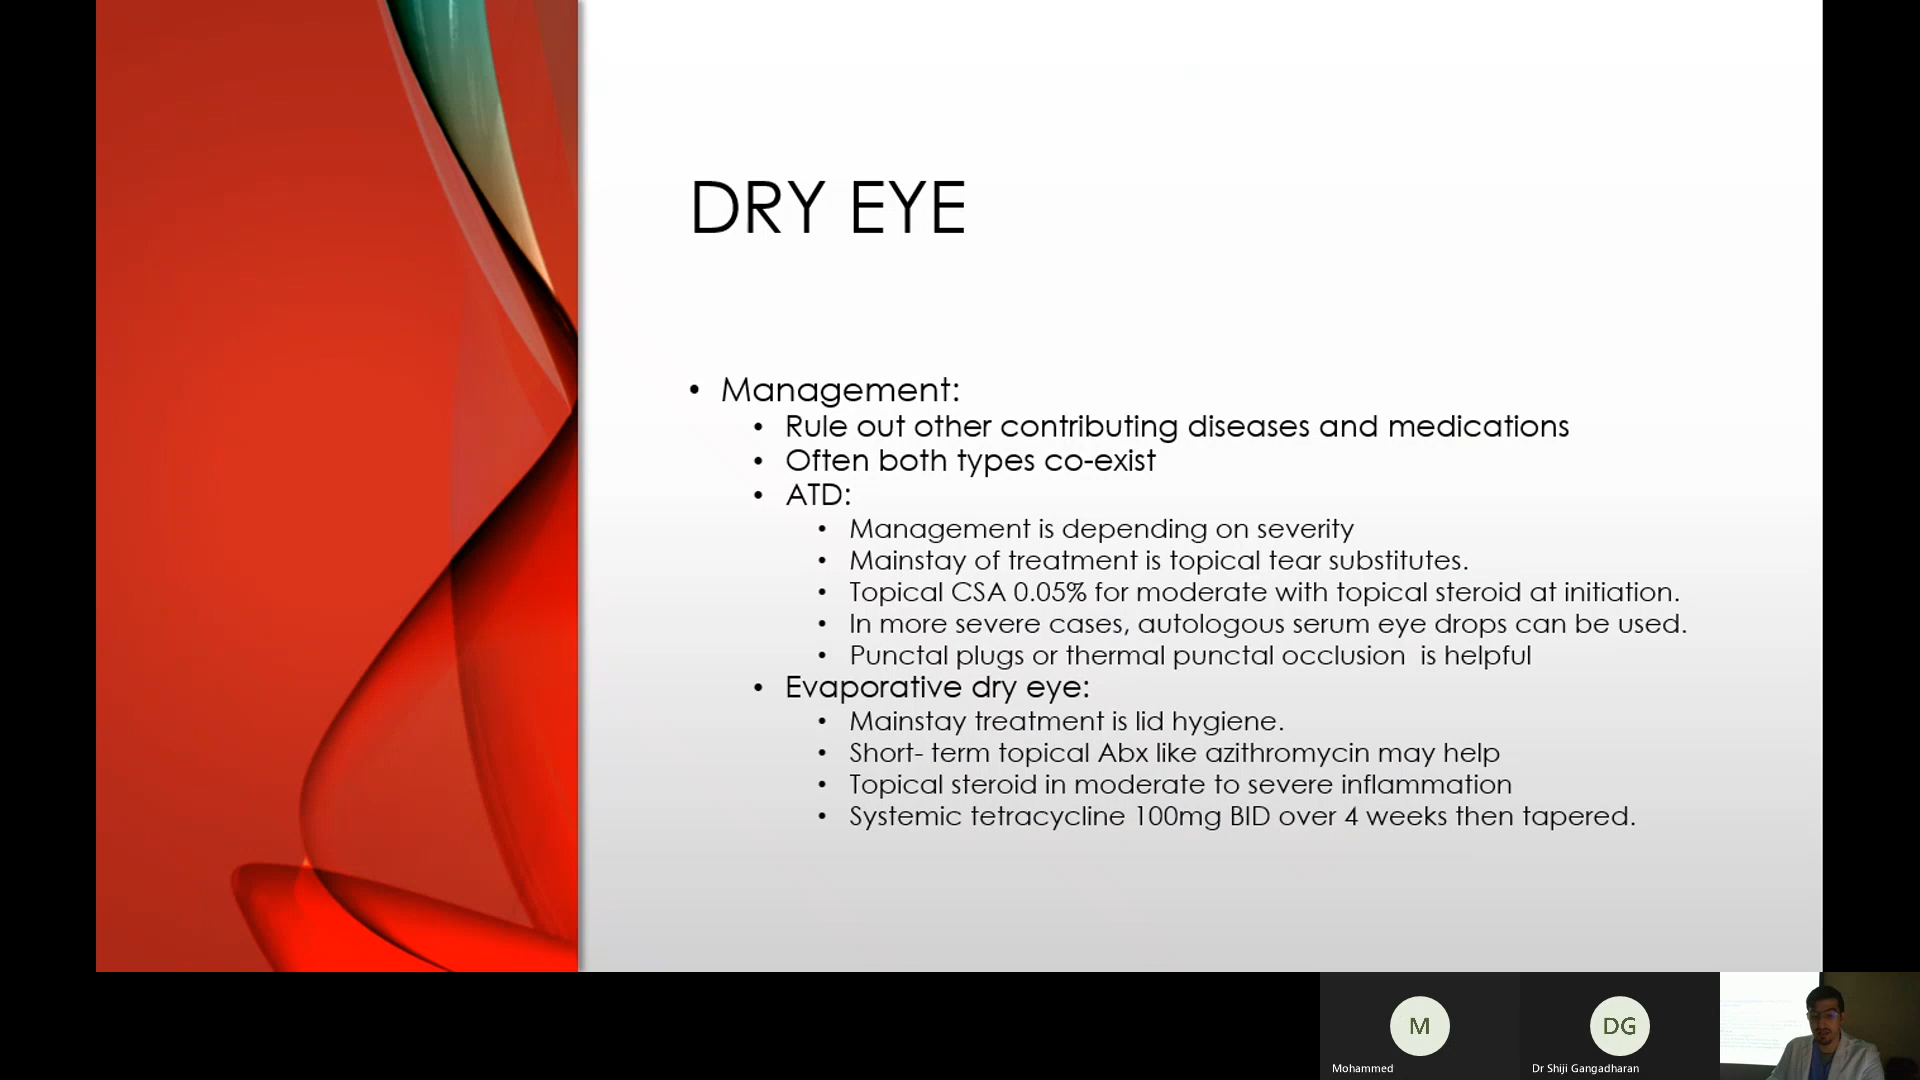 DRY EYE
• Management:
• Rule out other contributing diseases and medications
• Often both types co-exist
• ATD:
• Management is depending on severity
• Mainstay of treatment is topical tear substitutes.
• Topical CSA 0.05% for moderate with topical steroid at initiation.
• In more severe cases, autologous serum eye drops can be used.
• Punctal plugs or thermal punctal occlusion  is helpful
• Evaporative dry eye:
• Mainstay treatment is lid hygiene.
• Short- term topical Abx like azithromycin may help
• Topical steroid in moderate to severe inflammation
• Systemic tetracycline 100mg BID over 4 weeks then tapered.
M
Mohammed
DG
Dr Shiji Gangadharan